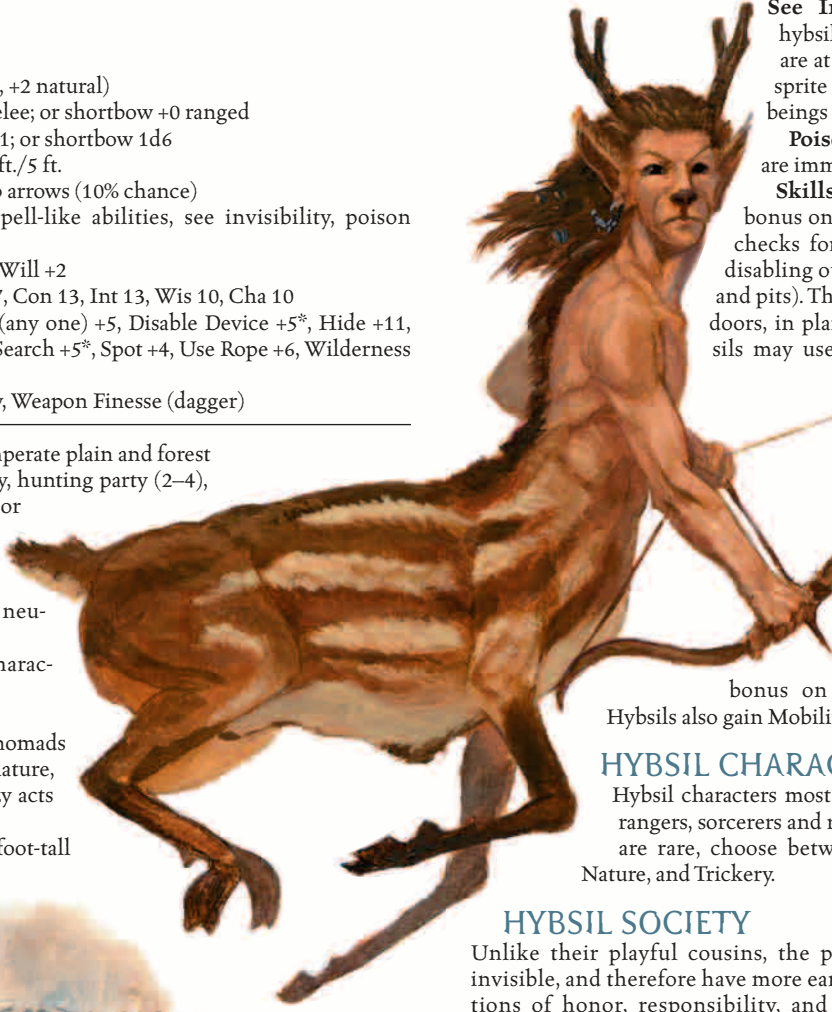 , +2 natural)
elee; or shortbow +0 ranged
1; or shortbow 1d6
ft./5 ft.
arrows (10% chance)
pell-like abilities, see invisibility, poison
Will +2
, Con 13, Int 13, Wis 10, Cha 10
(any one) +5, Disable Device +5*, Hide +11,
Search +5*, Spot +4, Use Rope +6, Wilderness
, Weapon Finesse (dagger)
mperate plain and forest
y, hunting party (2–4),
or
neu-
harac-
nomads
nature,
zy acts
foot-tall
See In
hybsil
are at
sprite
beings
Pois
are imm
Skills
bonus on
checks for
disabling o
and pits). Th
doors, in pla
sils may use
bonus on
Hybsils also gain Mobili
HYBSIL CHARAC
Hybsil characters most
rangers, sorcerers and r
are rare, choose betw
Nature, and Trickery.
HYBSIL SOCIETY
Unlike their playful cousins, the p
invisible, and therefore have more ear
tions of honor, responsibility, and